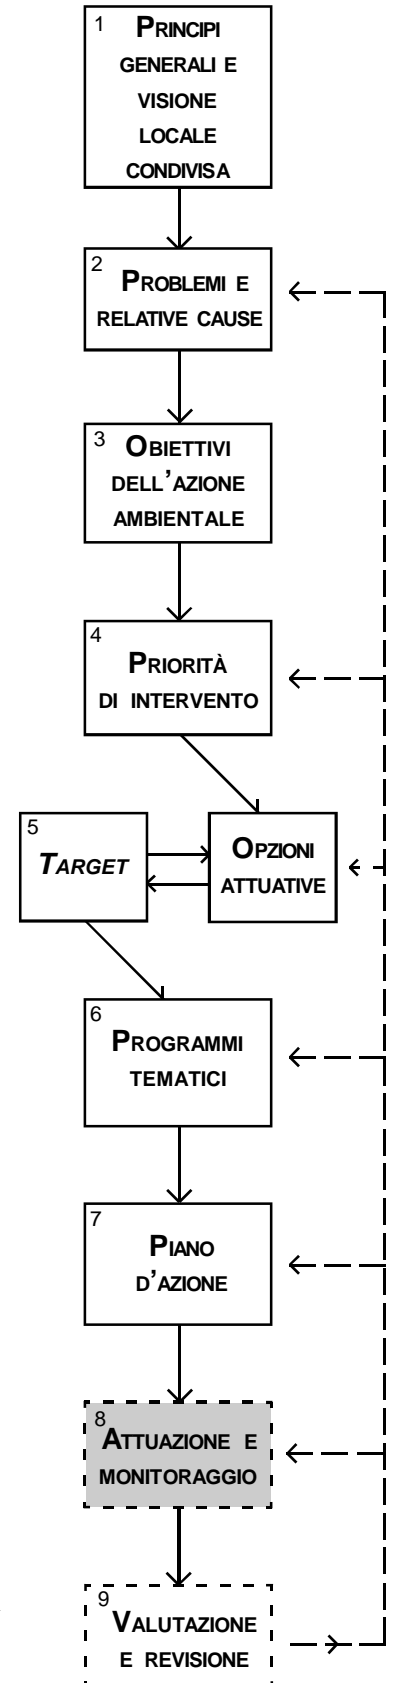 1 PRINCIPI
GENERALI E
VISIONE
LOCALE
CONDIVISA
2 PROBLEMI E
RELATIVE CAUSE
3 OBIETTIVI
DELL'AZIONE
AMBIENTALE
4 PRIORITÀ
DI INTERVENTO
5 TARGET
OPZIONI
ATTUATIVE
6 PROGRAMMI
TEMATICI
7 PIANO
D'AZIONE
8 ATTUAZIONE E
MONITORAGGIO
9 VALUTAZIONE
E REVISIONE